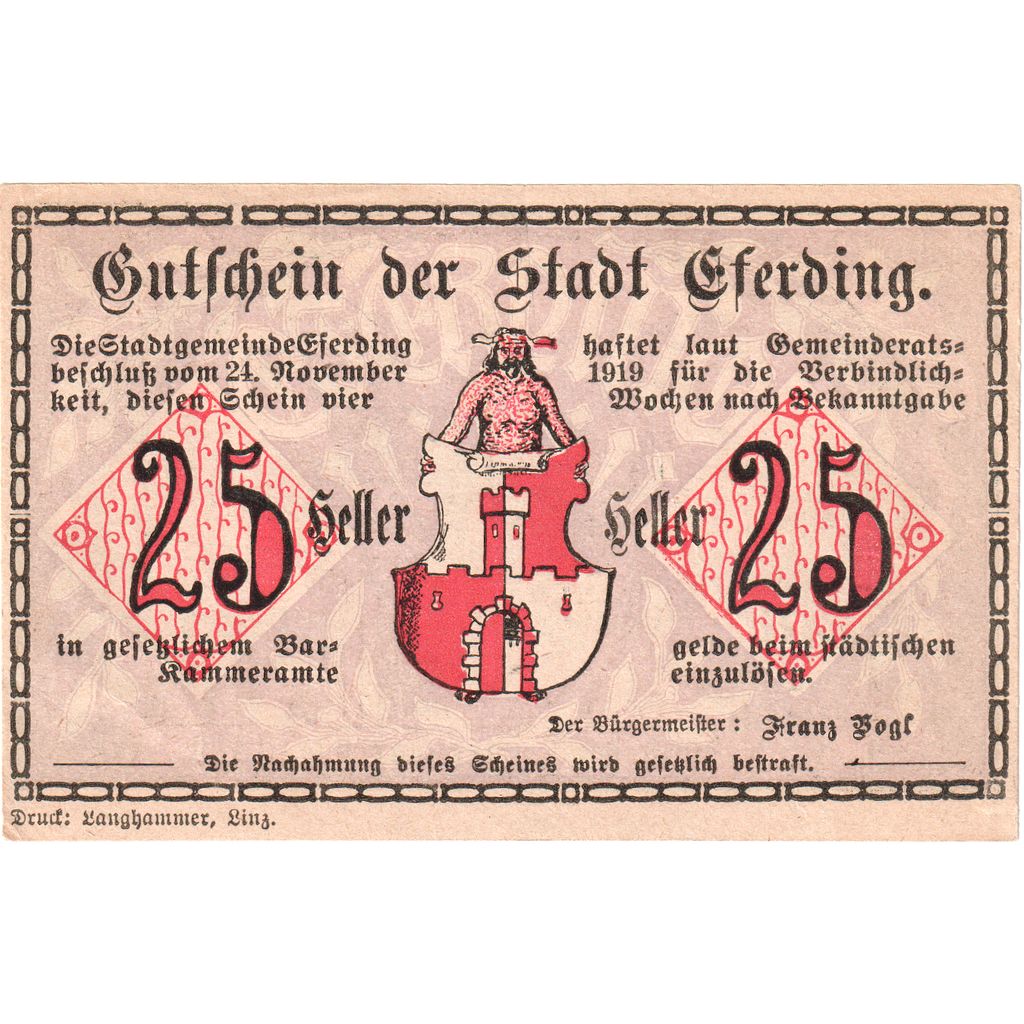 Gutschein der Stadt Eferding.
Die Stadtgemeinde Eferding haftet laut Gemeinderats=
beschluß vom 24. November 1919 für die Verbindlich=
keit, diesen Schein vier Wochen nach Bekanntgabe
25 Heller Heller 25
in gesetzlichem Bar= gelde beim städtischen
Kammeramte einzulösen.
Der Bürgermeister: Franz Vogl
Die Nachahmung dieses Scheines wird gesetzlich bestraft.
Druck: Langhammer, Linz.